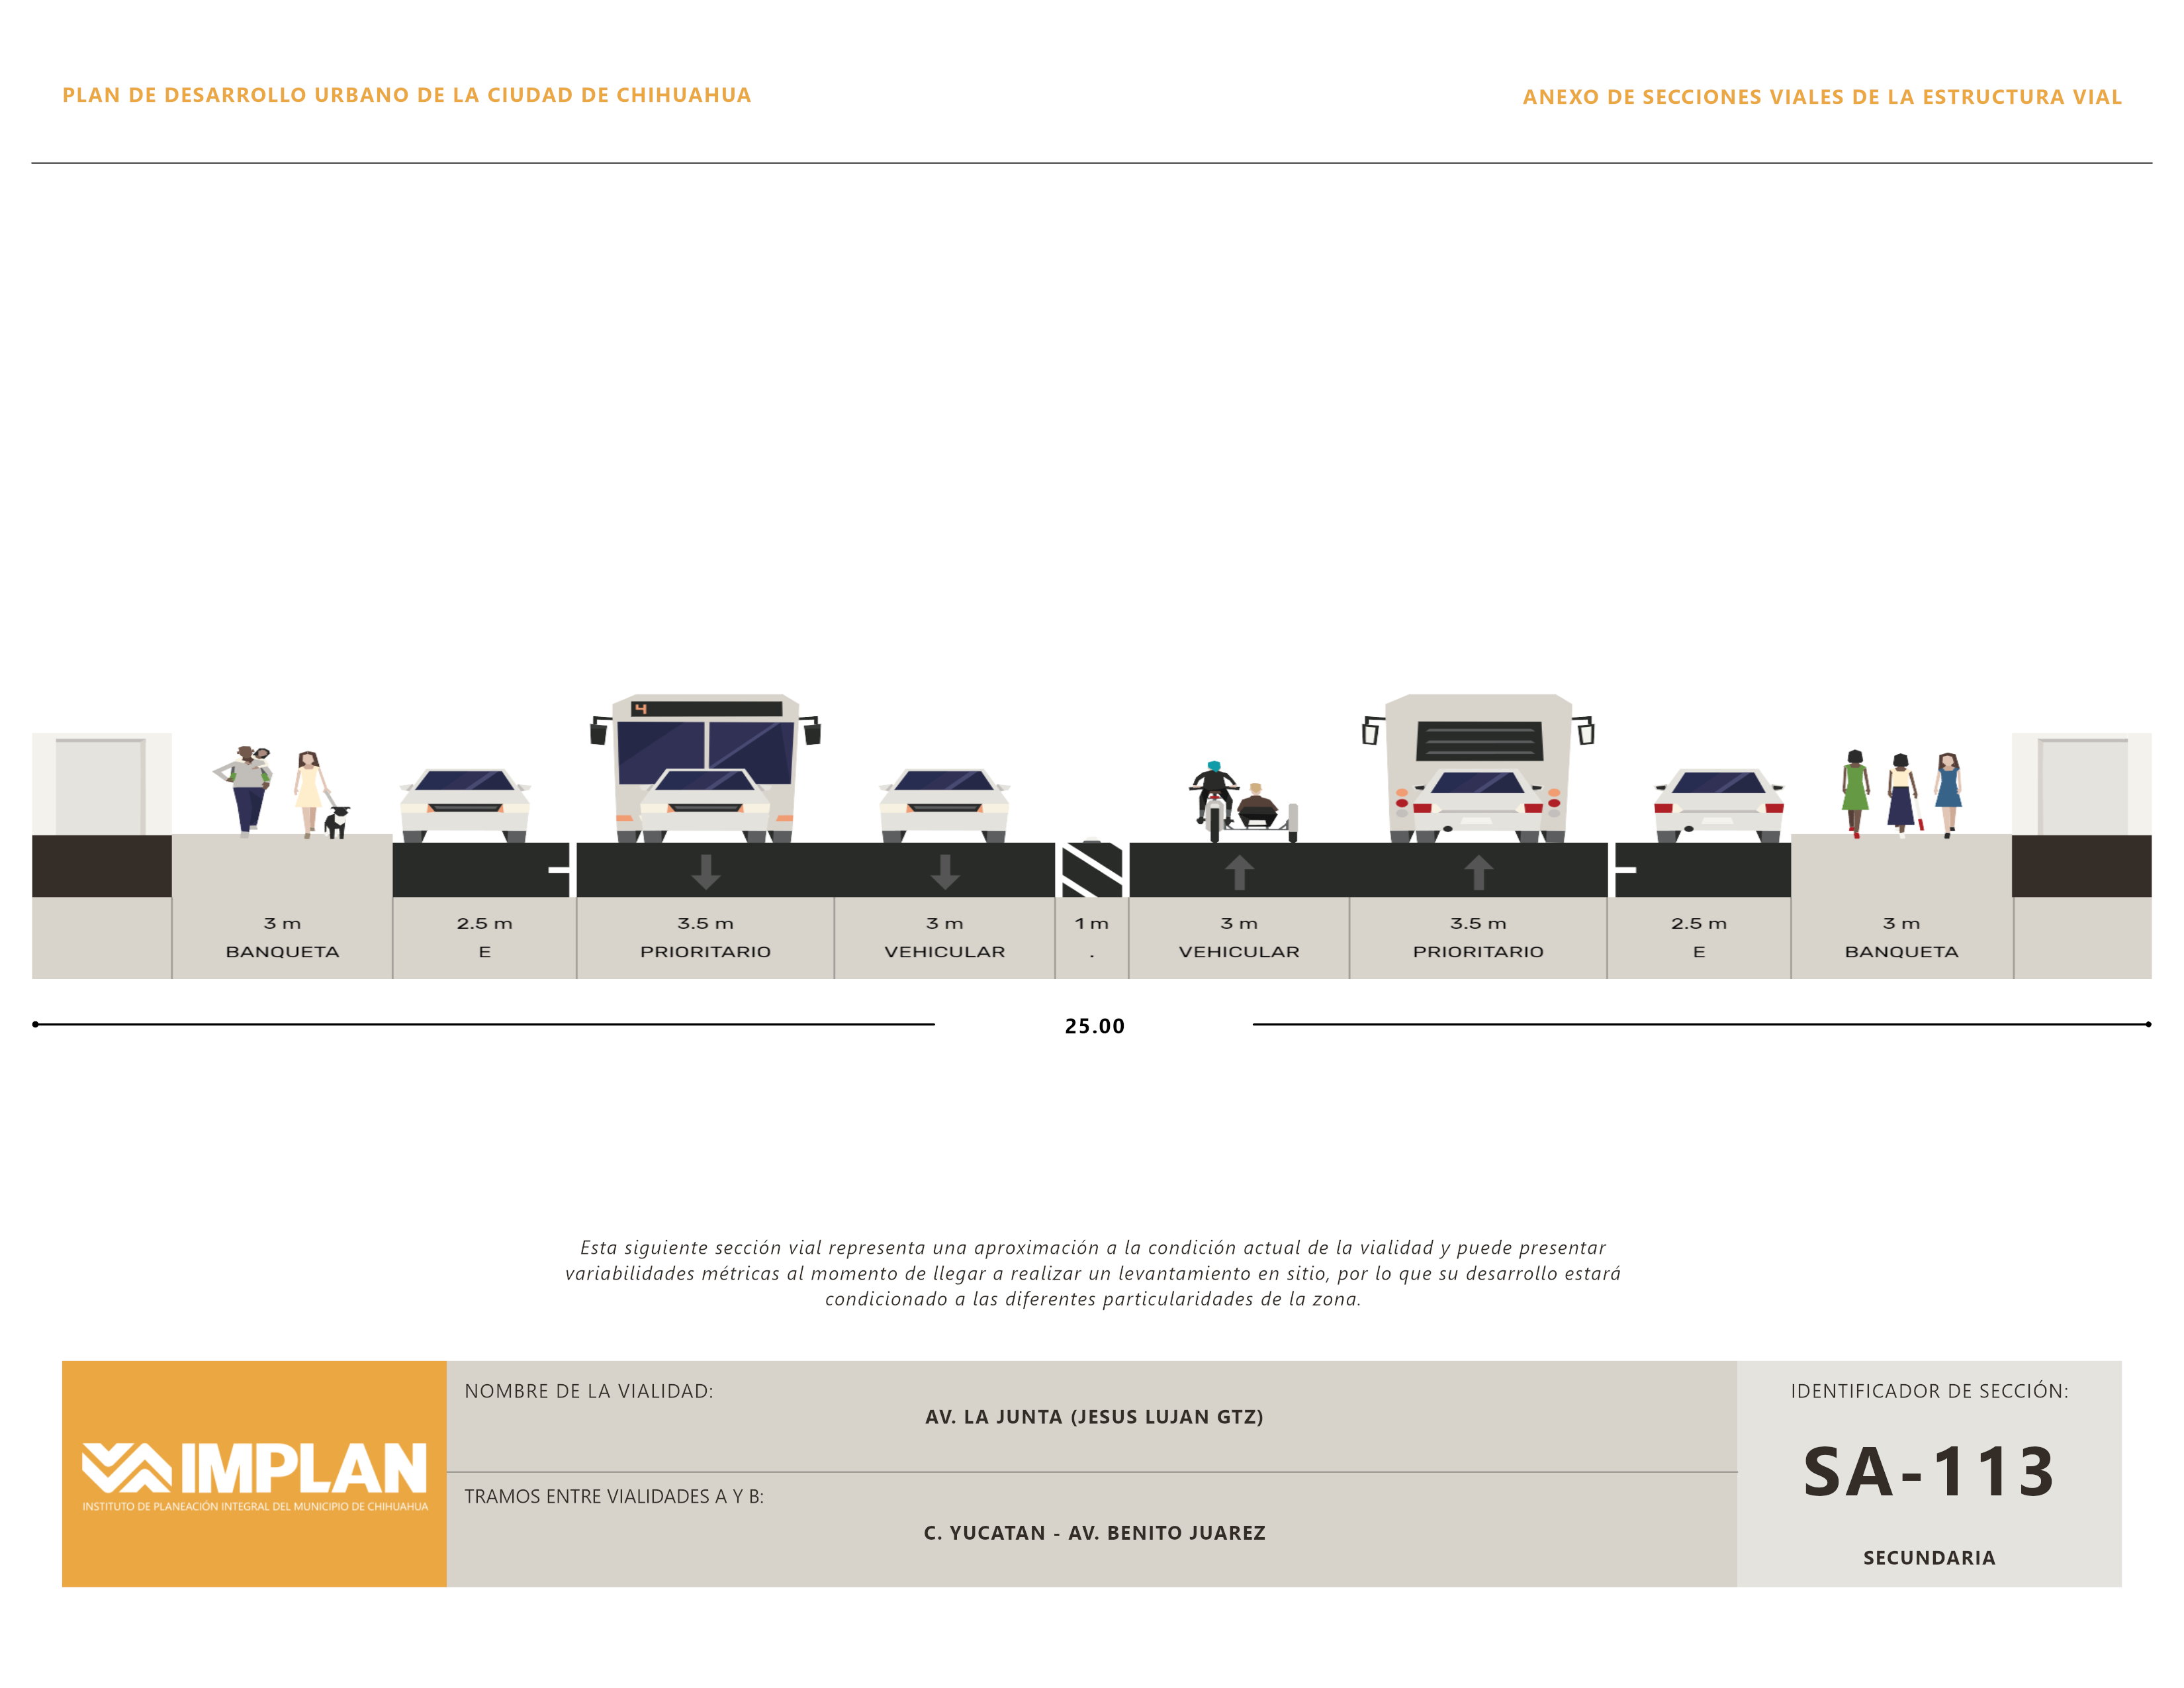 PLAN DE DESARROLLO URBANO DE LA CIUDAD DE CHIHUAHUA
ANEXO DE SECCIONES VIALES DE LA ESTRUCTURA VIAL
4
3 m
BANQUETA
2.5 m
E
3.5 m
PRIORITARIO
3 m
VEHICULAR
1 m
.
3 m
VEHICULAR
3.5 m
PRIORITARIO
2.5 m
E
3 m
BANQUETA
25.00
Esta siguiente sección vial representa una aproximación a la condición actual de la vialidad y puede presentar
variabilidades métricas al momento de llegar a realizar un levantamiento en sitio, por lo que su desarrollo estará
condicionado a las diferentes particularidades de la zona.
IMPLAN
INSTITUTO DE PLANEACIÓN INTEGRAL DEL MUNICIPIO DE CHIHUAHUA
NOMBRE DE LA VIALIDAD:
AV. LA JUNTA (JESUS LUJAN GTZ)
TRAMOS ENTRE VIALIDADES A Y B:
C. YUCATAN - AV. BENITO JUAREZ
IDENTIFICADOR DE SECCIÓN:
SA-113
SECUNDARIA